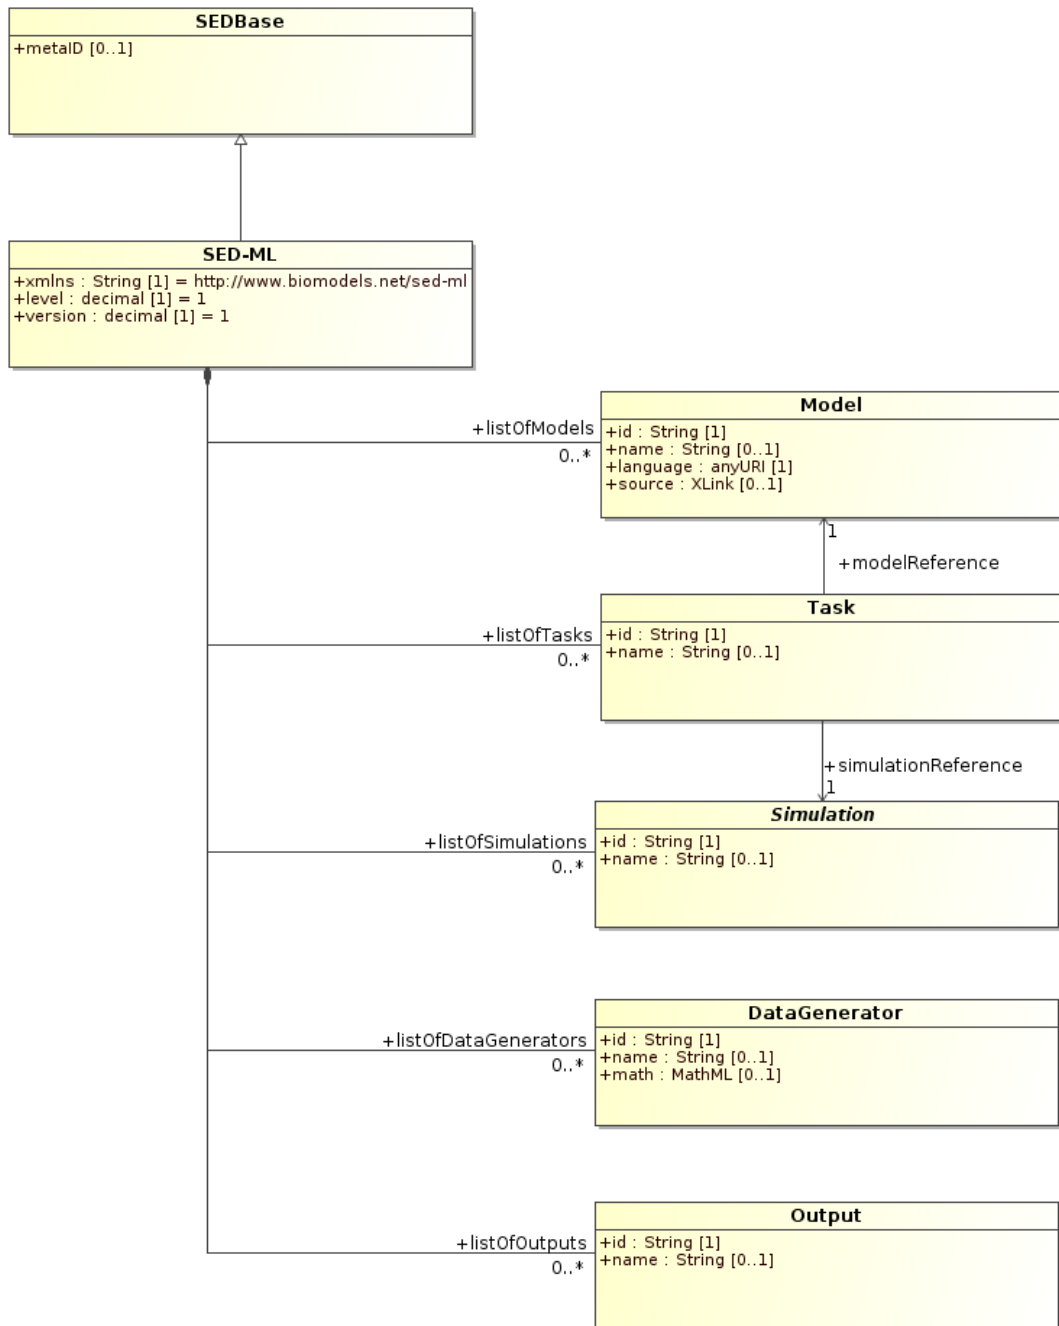 SEDBase
+metaID [0..1]
SED-ML
+xmlns : String [1] = http://www.biomodels.net/sed-ml
+level : decimal [1] = 1
+version : decimal [1] = 1
+listOfModels
0..*
Model
+id : String [1]
+name : String [0..1]
+language : anyURI [1]
+source : XLink [0..1]
1
+modelReference
+listOfTasks
0..*
Task
+id : String [1]
+name : String [0..1]
+simulationReference
1
+listOfSimulations
0..*
Simulation
+id : String [1]
+name : String [0..1]
+listOfDataGenerators
0..*
DataGenerator
+id : String [1]
+name : String [0..1]
+math : MathML [0..1]
+listOfOutputs
0..*
Output
+id : String [1]
+name : String [0..1]